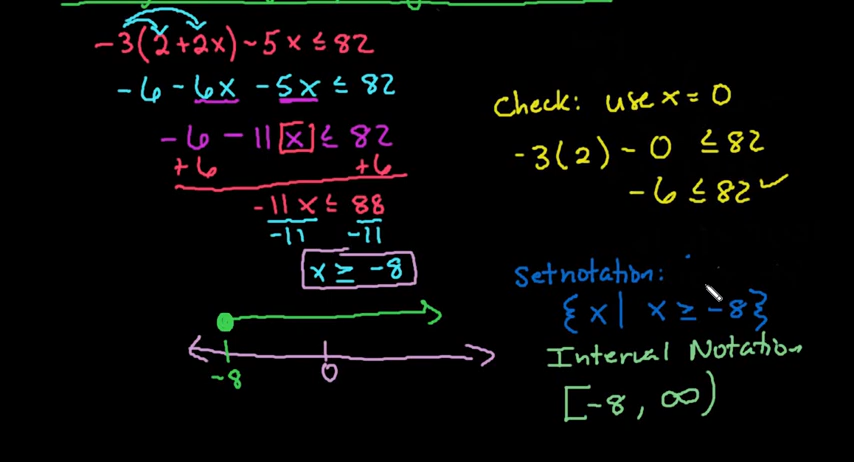 -3(2+2x)-5x ≤ 82
-6-6x -5x ≤ 82
-6 -11x ≤ 82
+6 +6
-11x ≤ 88
-11 -11
x ≥ -8
-8 0
Check: use x = 0
-3(2) - 0 ≤ 82
-6 ≤ 82 ✓
Set notation:
{x| x ≥ -8}
Interval Notation
[-8, ∞)